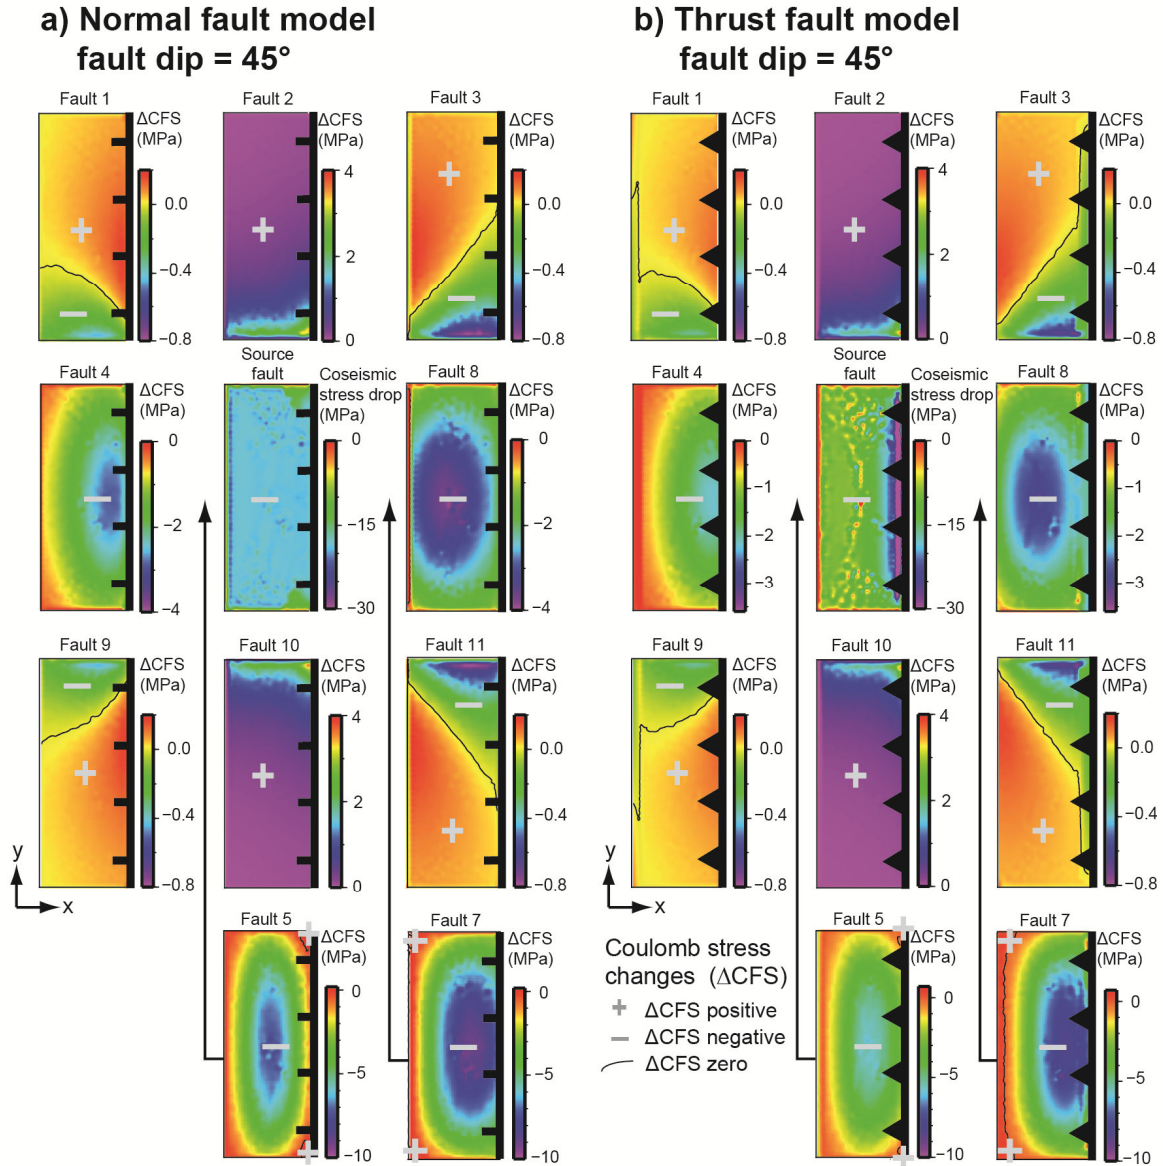 a) Normal fault model
fault dip = 45°
b) Thrust fault model
fault dip = 45°
Fault 1
ΔCFS
(MPa)
0.0
−0.4
−0.8
Fault 2
ΔCFS
(MPa)
4
2
0
Fault 3
ΔCFS
(MPa)
0.0
−0.4
−0.8
Fault 1
ΔCFS
(MPa)
0.0
−0.4
−0.8
Fault 2
ΔCFS
(MPa)
4
2
0
Fault 3
ΔCFS
(MPa)
0.0
−0.4
−0.8
Fault 4
ΔCFS
(MPa)
0
−2
−4
Source
fault
Coseismic
stress drop
(MPa)
0
−15
−30
Fault 8
ΔCFS
(MPa)
0
−2
−4
Fault 4
ΔCFS
(MPa)
0
−1
−2
−3
Source
fault
Coseismic
stress drop
(MPa)
0
−15
−30
Fault 8
ΔCFS
(MPa)
0
−1
−2
−3
Fault 9
ΔCFS
(MPa)
0.0
−0.4
−0.8
Fault 10
ΔCFS
(MPa)
4
2
0
Fault 11
ΔCFS
(MPa)
0.0
−0.4
−0.8
Fault 9
ΔCFS
(MPa)
0.0
−0.4
−0.8
Fault 10
ΔCFS
(MPa)
4
2
0
Fault 11
ΔCFS
(MPa)
0.0
−0.4
−0.8
y
x
y
x
Fault 5
ΔCFS
(MPa)
0
−5
−10
Fault 7
ΔCFS
(MPa)
0
−5
−10
Coulomb stress
changes (ΔCFS)
ΔCFS positive
ΔCFS negative
ΔCFS zero
Fault 5
ΔCFS
(MPa)
0
−5
−10
Fault 7
ΔCFS
(MPa)
0
−5
−10